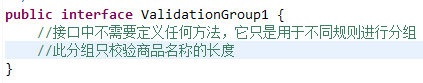 public interface ValidationGroup1 {
//接口中不需要定义任何方法，它只是用于不同规则进行分组
//此分组只校验商品名称的长度
}